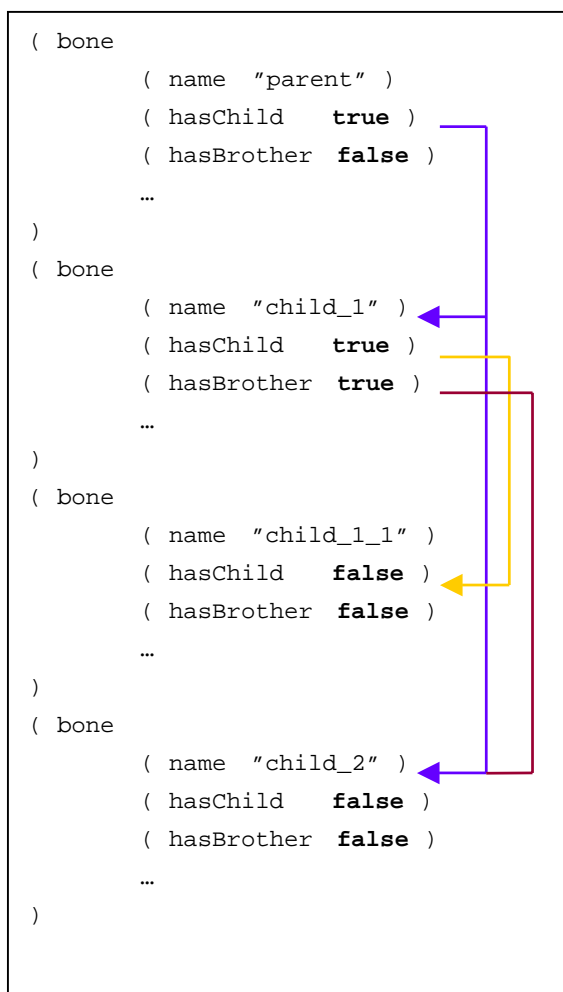 ( bone
( name "parent" )
( hasChild true )
( hasBrother false )
…
)
( bone
( name "child_1" )
( hasChild true )
( hasBrother true )
…
)
( bone
( name "child_1_1" )
( hasChild false )
( hasBrother false )
…
)
( bone
( name "child_2" )
( hasChild false )
( hasBrother false )
…
)